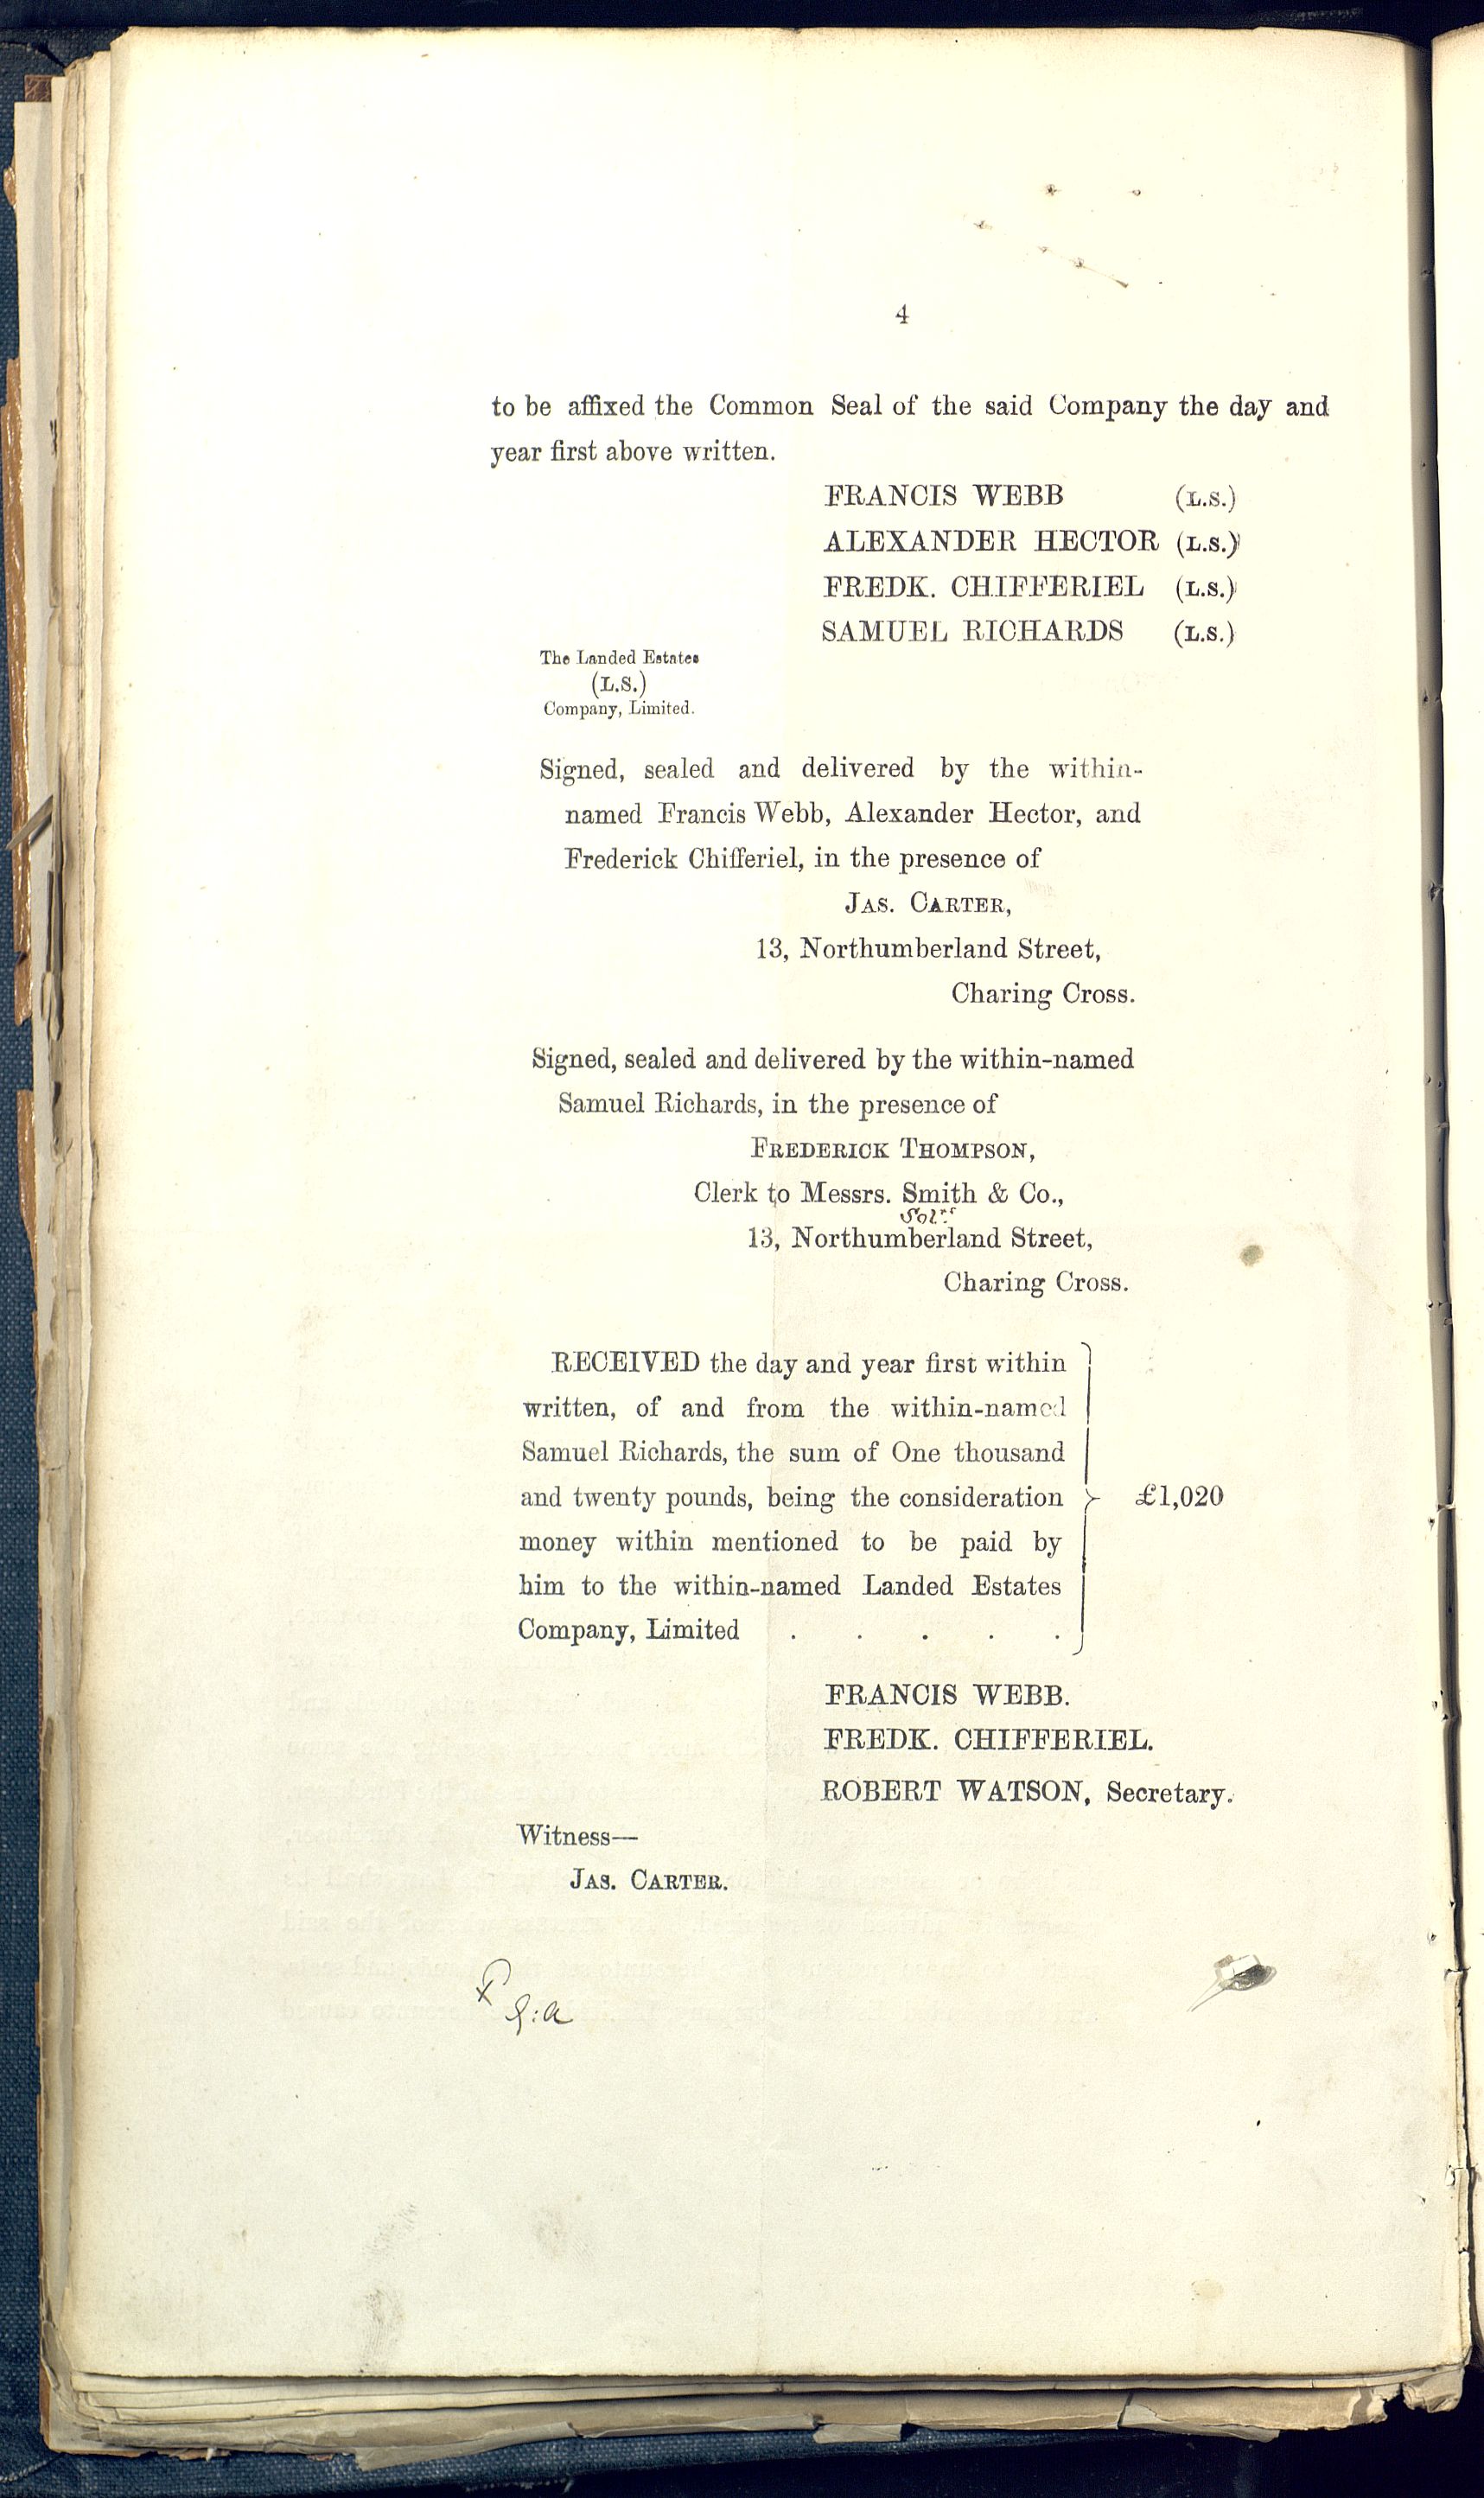 4
to be affixed the Common Seal of the said Company the day and
year first above written.
FRANCIS WEBB (L.S.)
ALEXANDER HECTOR (L.S.)
FREDK. CHIFFERIEL (L.S.)
SAMUEL RICHARDS (L.S.)
The Landed Estates
(L.S.)
Company, Limited.
Signed, sealed and delivered by the within-
named Francis Webb, Alexander Hector, and
Frederick Chifferiel, in the presence of
JAS. CARTER,
13, Northumberland Street,
Charing Cross.
Signed, sealed and delivered by the within-named
Samuel Richards, in the presence of
FREDERICK THOMPSON,
Clerk to Messrs. Smith & Co.,
Solrs
13, Northumberland Street,
Charing Cross.
RECEIVED the day and year first within
written, of and from the within-named
Samuel Richards, the sum of One thousand
and twenty pounds, being the consideration £1,020
money within mentioned to be paid by
him to the within-named Landed Estates
Company, Limited . . . . .
FRANCIS WEBB.
FREDK. CHIFFERIEL.
ROBERT WATSON, Secretary.
Witness—
JAS. CARTER.